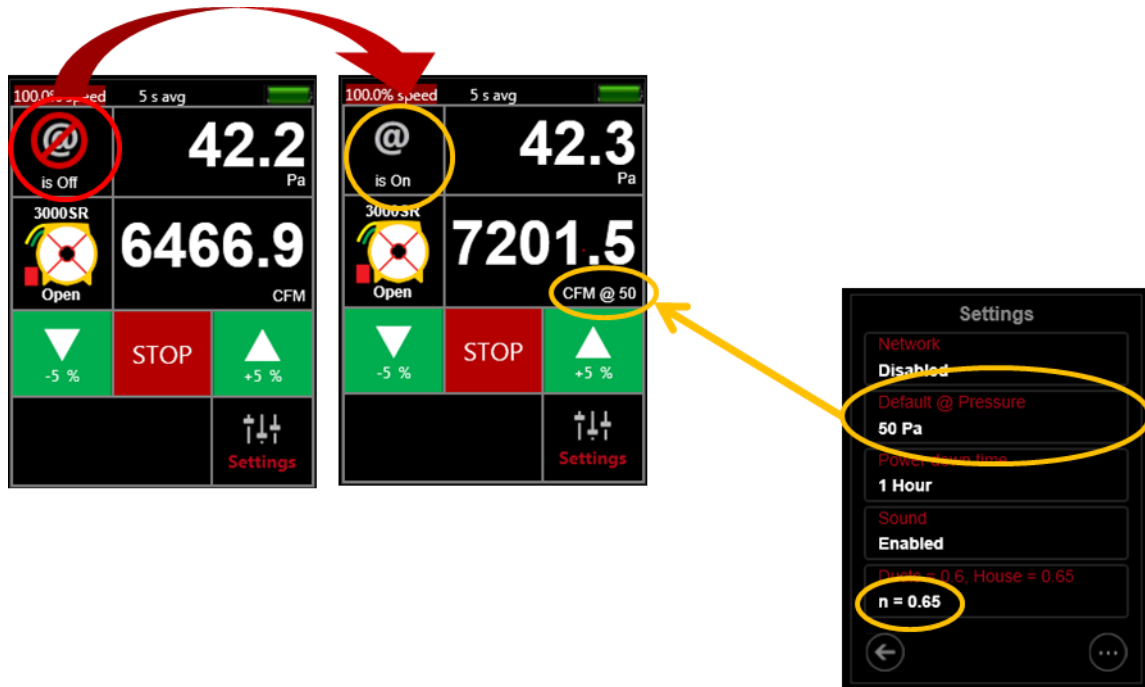 100.0% speed 5 s avg
@
is Off
42.2
Pa
3000SR
Open
6466.9
CFM
-5 %
STOP
+5 %
Settings
100.0% speed 5 s avg
@
is On
42.3
Pa
3000SR
Open
7201.5
CFM @ 50
-5 %
STOP
+5 %
Settings
Settings
Network
Disabled
Default @ Pressure
50 Pa
Power down time
1 Hour
Sound
Enabled
Ducts = 0.6, House = 0.65
n = 0.65